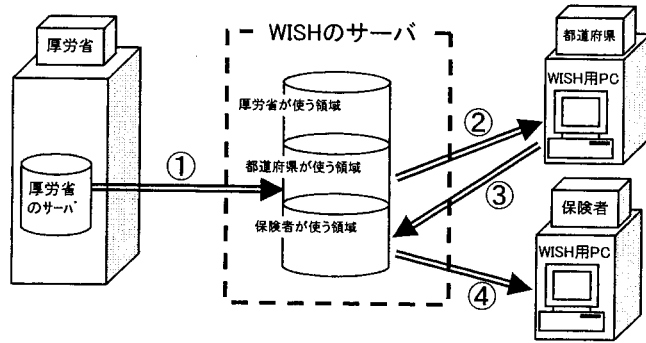 厚労省
厚労省
のサーバ
①
WISHのサーバ
厚労省が使う領域
都道府県が使う領域
保険者が使う領域
②
③
④
都道府県
WISH用PC
保険者
WISH用PC